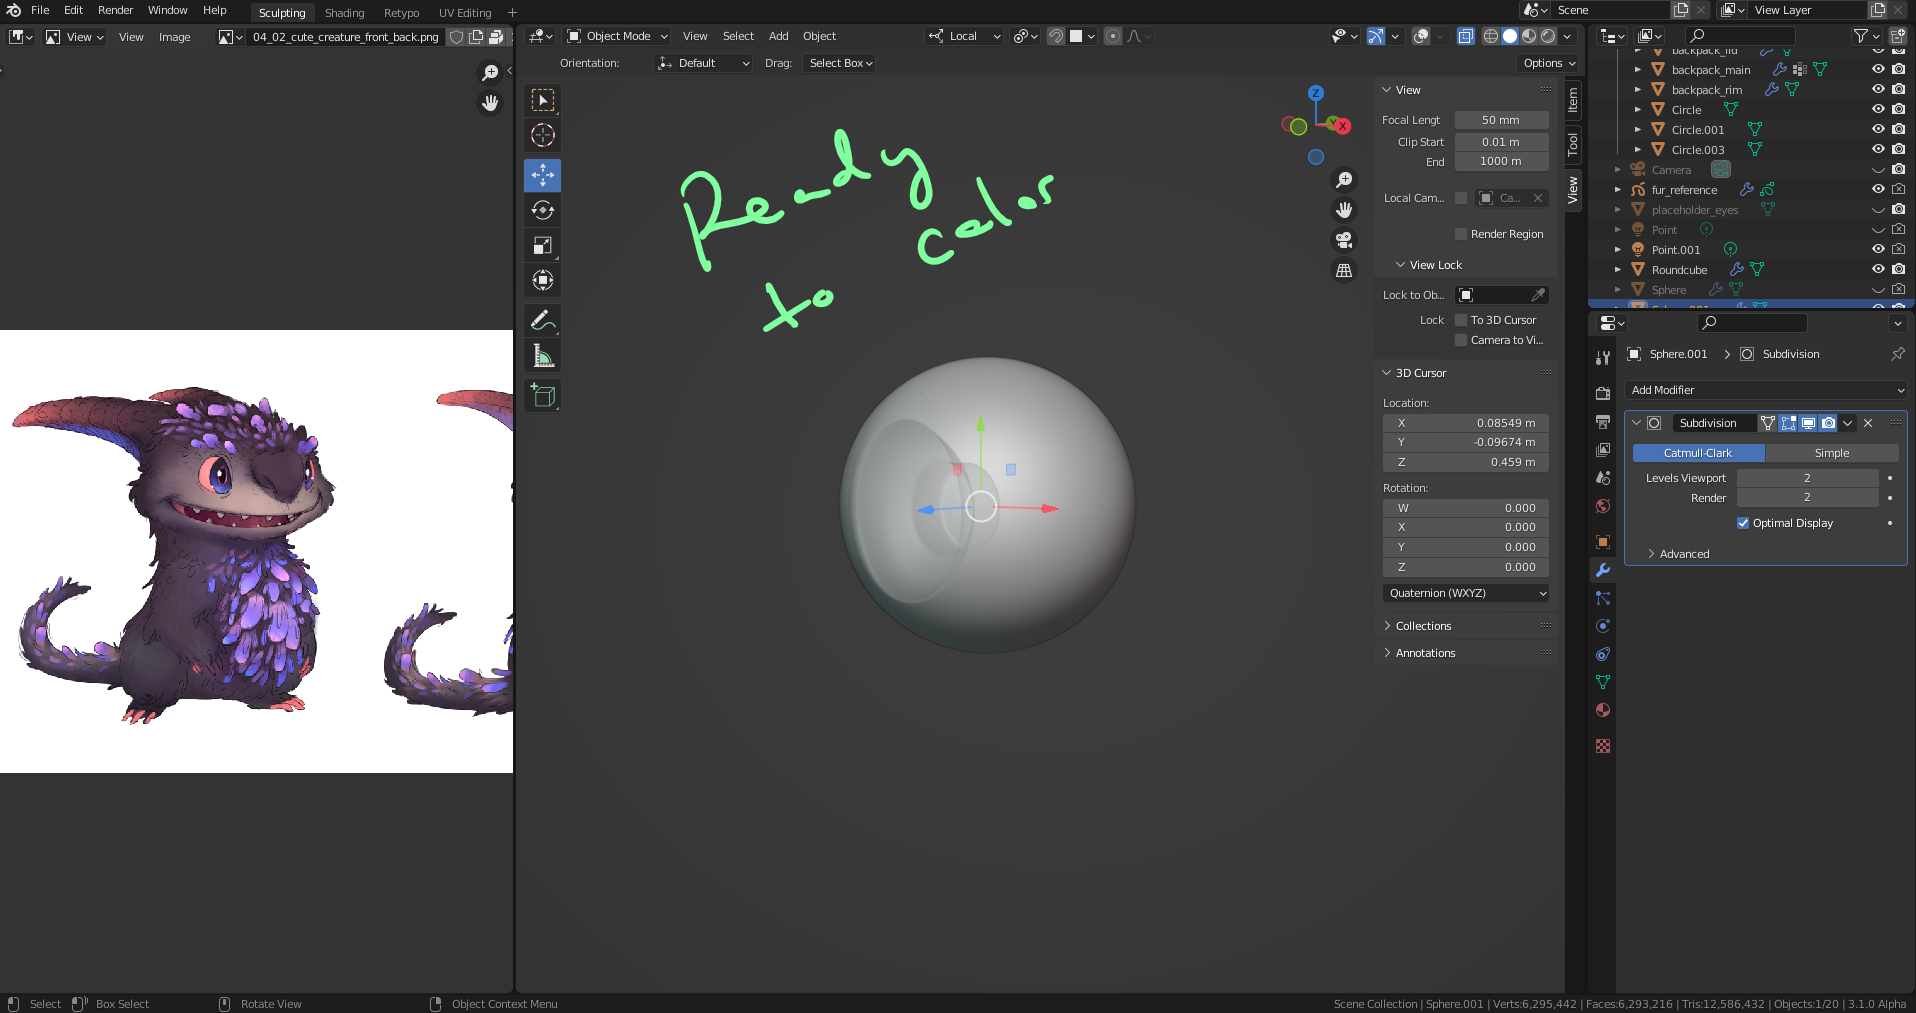 File Edit Render Window Help Sculpting Shading Retypo UV Editing + Scene View Layer
View View Image 04_02_cute_creature_front_back.png
Object Mode View Select Add Object Local
Orientation: Default Drag: Select Box Options
Ready
to
color
View
Focal Lengt 50 mm
Clip Start 0.01 m
End 1000 m
Local Cam... Ca...
Render Region
View Lock
Lock to Ob...
Lock To 3D Cursor
Camera to Vi...
3D Cursor
Location:
X 0.08549 m
Y -0.09674 m
Z 0.459 m
Rotation:
W 0.000
X 0.000
Y 0.000
Z 0.000
Quaternion (WXYZ)
Collections
Annotations
Item
Tool
View
Z
Y
X
backpack_lid
backpack_main
backpack_rim
Circle
Circle.001
Circle.003
Camera
fur_reference
placeholder_eyes
Point
Point.001
Roundcube
Sphere
Sphere.001
Sphere.001 > Subdivision
Add Modifier
Subdivision
Catmull-Clark Simple
Levels Viewport 2
Render 2
Optimal Display
Advanced
Select Box Select Rotate View Object Context Menu
Scene Collection | Sphere.001 | Verts:6,295,442 | Faces:6,293,216 | Tris:12,586,432 | Objects:1/20 | 3.1.0 Alpha